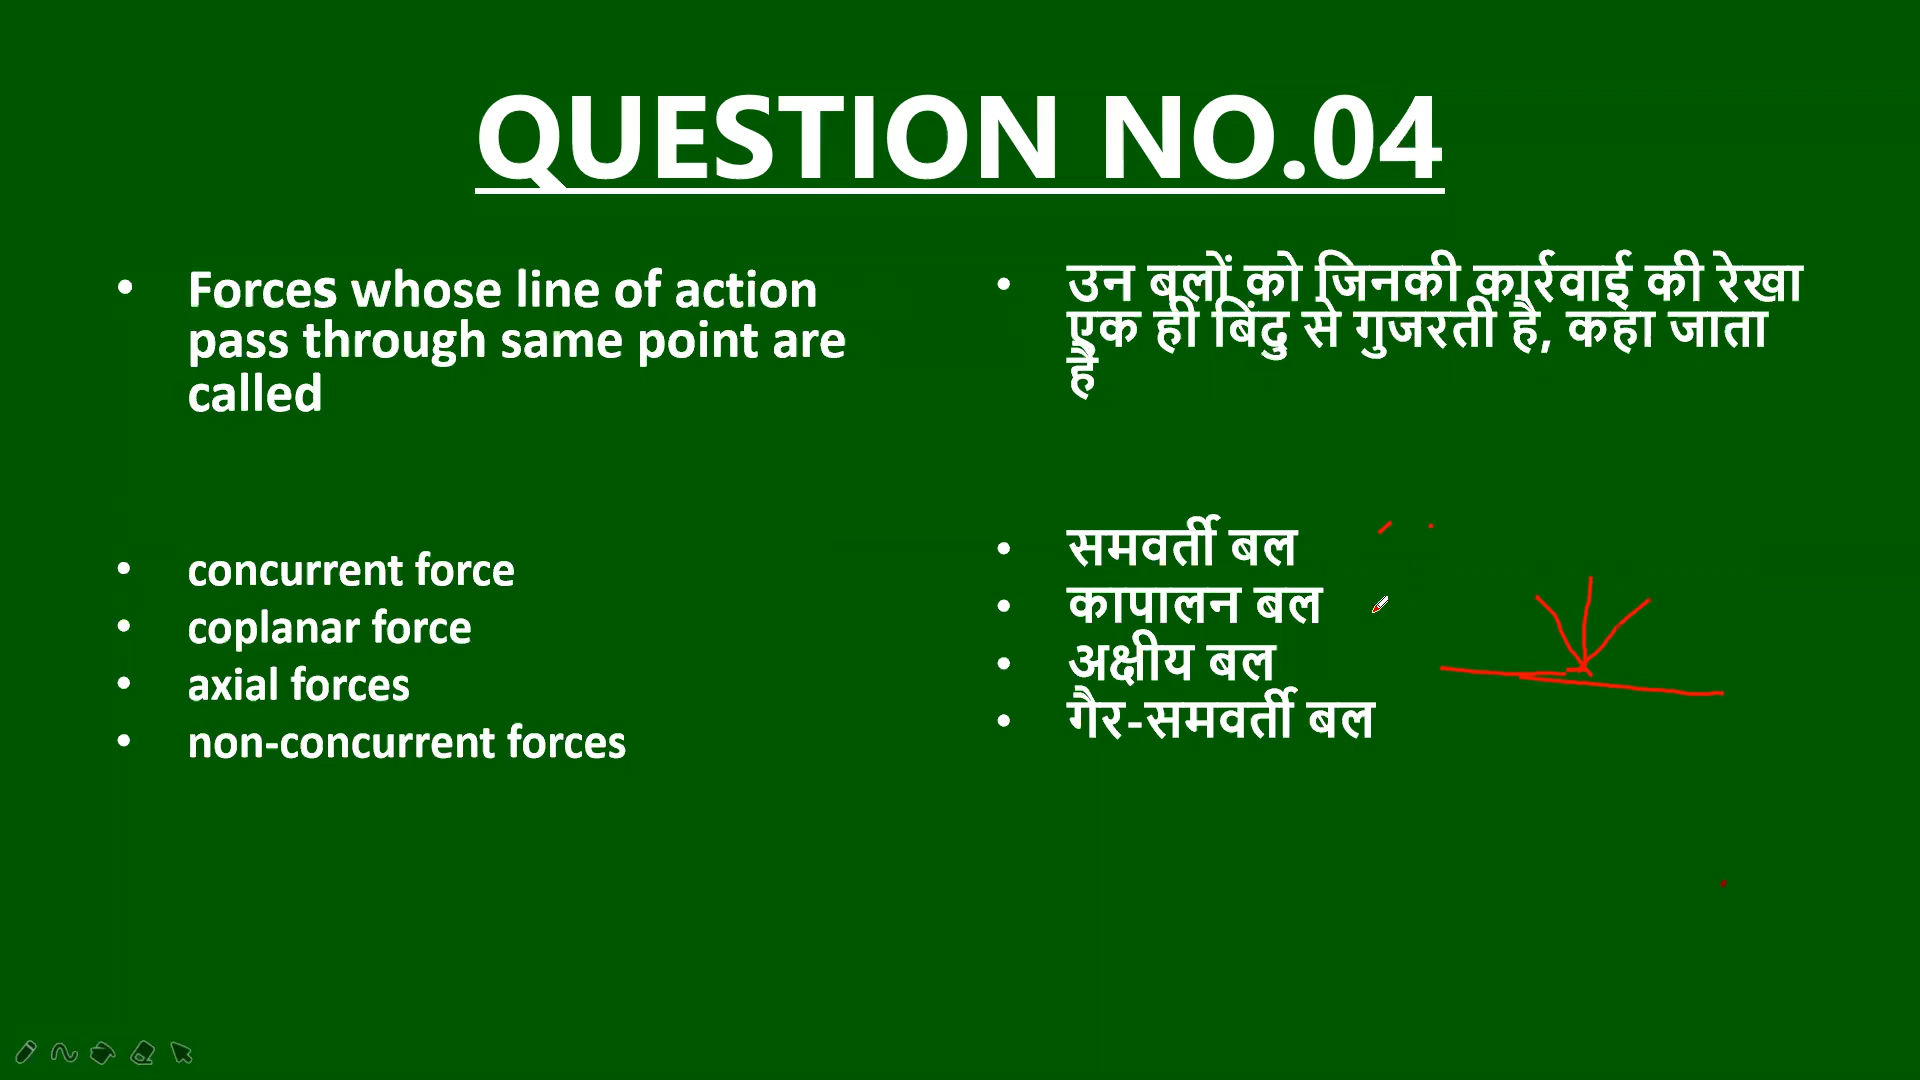 QUESTION NO.04
• Forces whose line of action
pass through same point are
called
• concurrent force
• coplanar force
• axial forces
• non-concurrent forces
• उन बलों को जिनकी कार्रवाई की रेखा
एक ही बिंदु से गुजरती है, कहा जाता
है
• समवर्ती बल
• कापालन बल
• अक्षीय बल
• गैर-समवर्ती बल